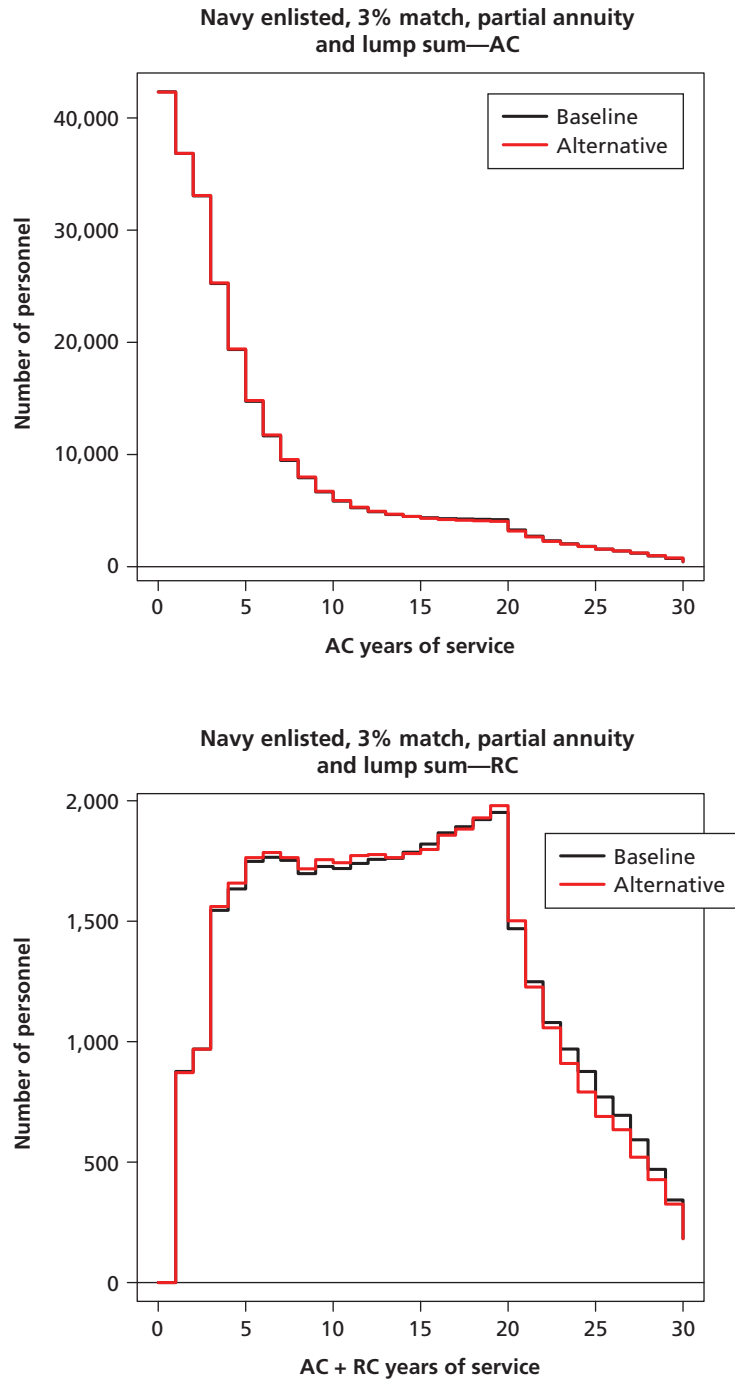 Navy enlisted, 3% match, partial annuity
and lump sum—AC
Baseline
Alternative
Number of personnel
40,000
30,000
20,000
10,000
0
0 5 10 15 20 25 30
AC years of service
Navy enlisted, 3% match, partial annuity
and lump sum—RC
Baseline
Alternative
Number of personnel
2,000
1,500
1,000
500
0
0 5 10 15 20 25 30
AC + RC years of service